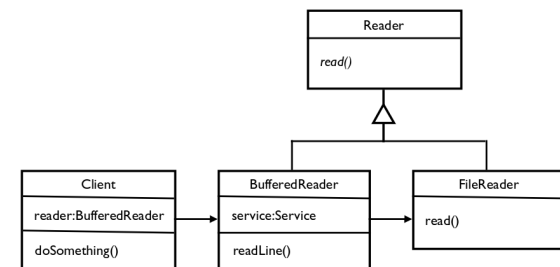 Reader
read()
Client
reader:BufferedReader
doSomething()
BufferedReader
service:Service
readLine()
FileReader
read()